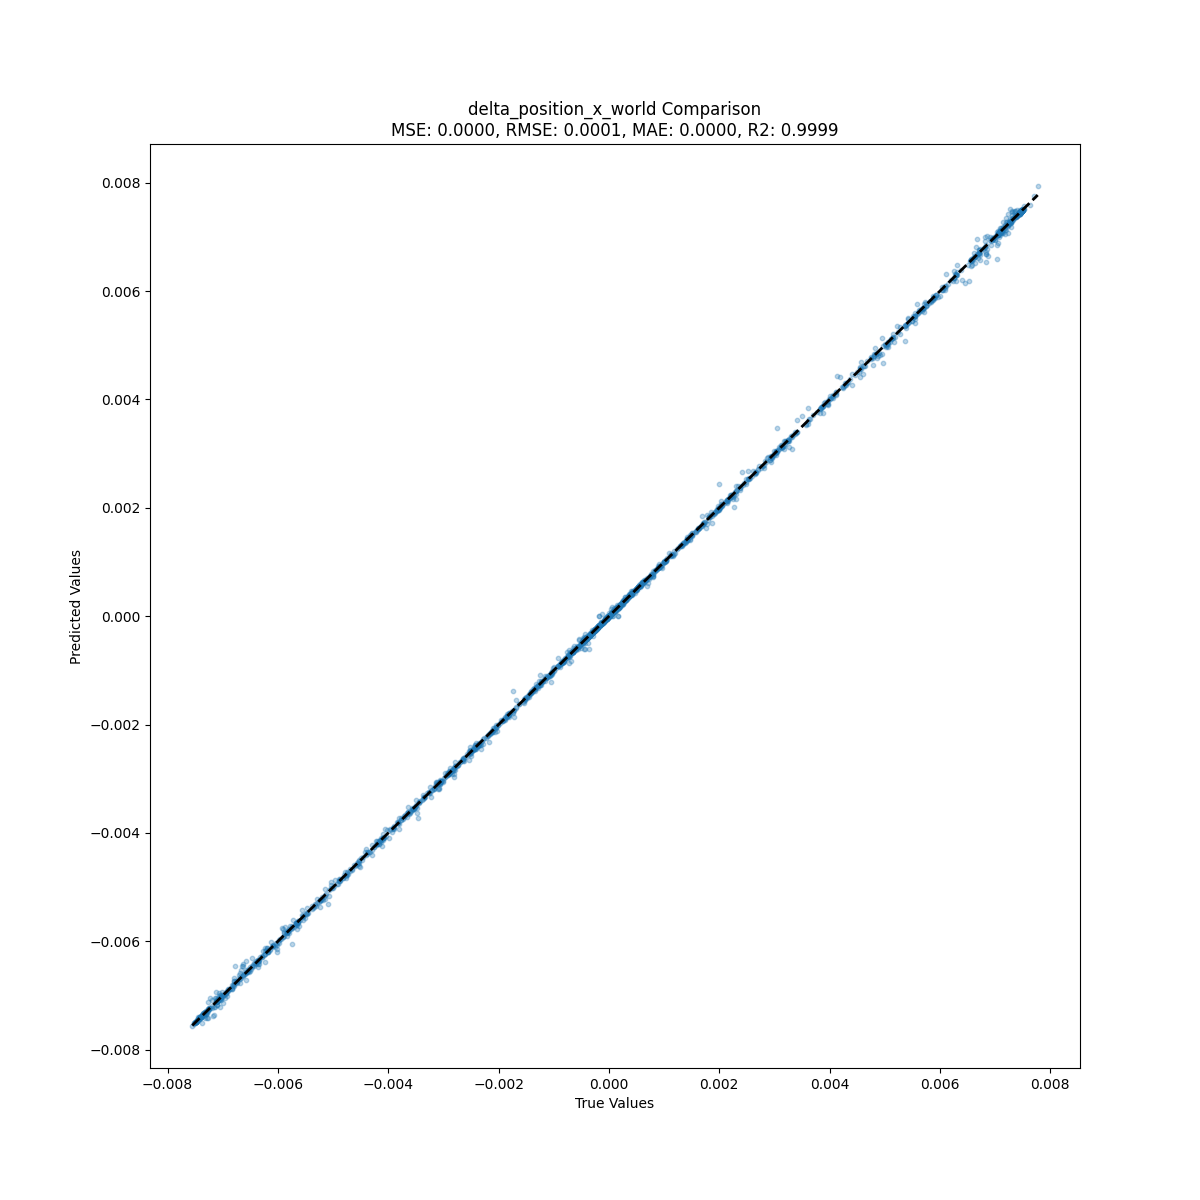 delta_position_x_world Comparison
MSE: 0.0000, RMSE: 0.0001, MAE: 0.0000, R2: 0.9999
Predicted Values
0.008
0.006
0.004
0.002
0.000
−0.002
−0.004
−0.006
−0.008
−0.008 −0.006 −0.004 −0.002 0.000 0.002 0.004 0.006 0.008
True Values